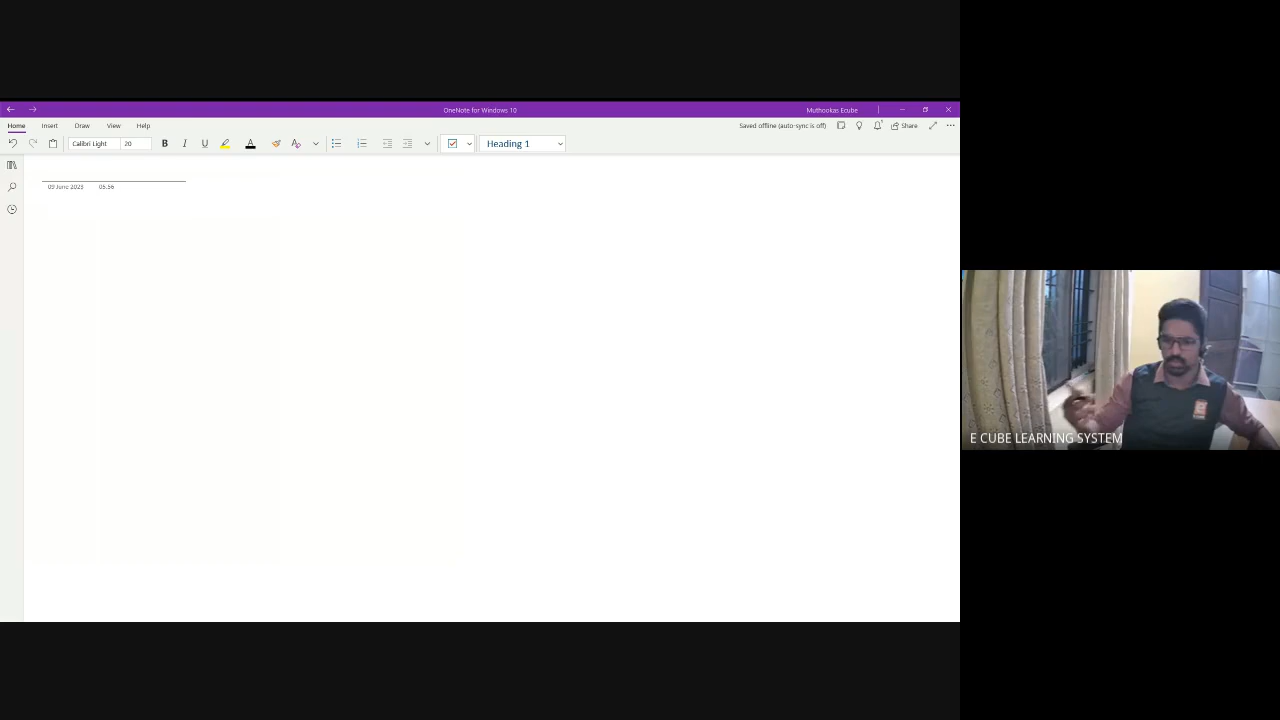 OneNote for Windows 10
Muthookas Ecube
Home Insert Draw View Help
Saved offline (auto-sync is off)
Share
Calibri Light 20
B I U A
Heading 1
09 June 2023 05:56
E CUBE LEARNING SYSTEM